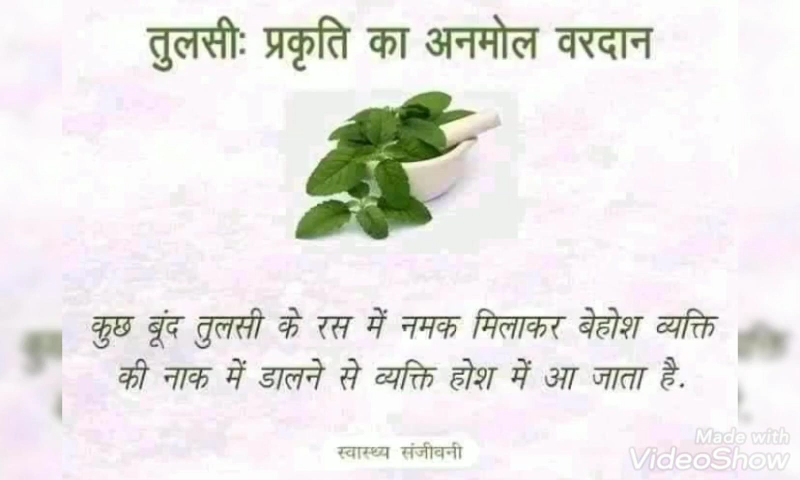 तुलसीः प्रकृति का अनमोल वरदान
कुछ बूंद तुलसी के रस में नमक मिलाकर बेहोश व्यक्ति
की नाक में डालने से व्यक्ति होश में आ जाता है.
स्वास्थ्य संजीवनी
Made with
VideoShow